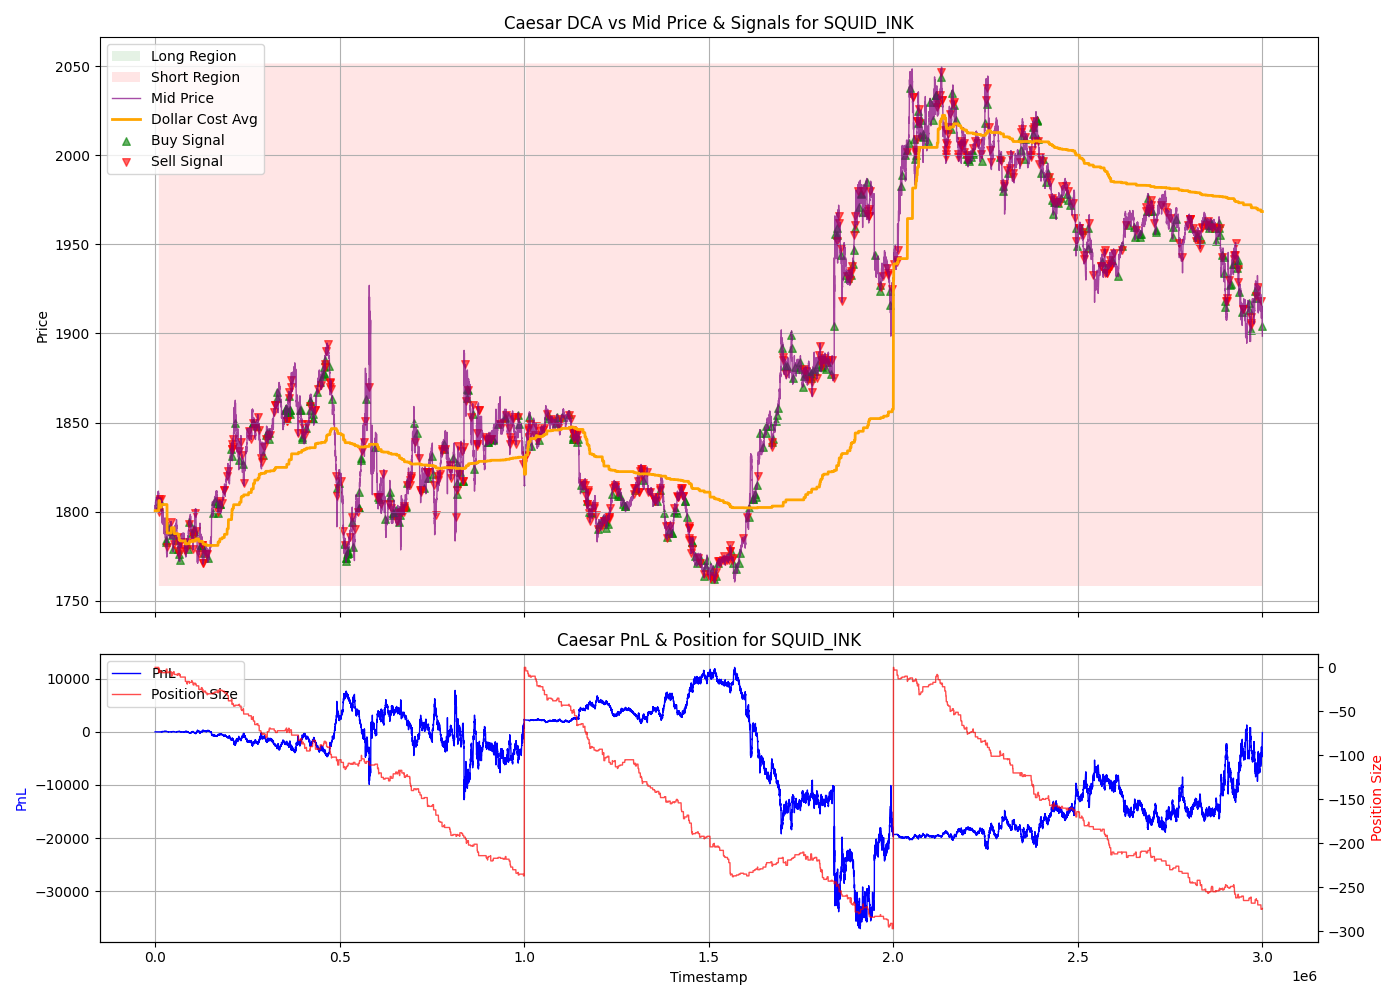 Caesar DCA vs Mid Price & Signals for SQUID_INK
Long Region
Short Region
Mid Price
Dollar Cost Avg
Buy Signal
Sell Signal
Price
2050
2000
1950
1900
1850
1800
1750
Caesar PnL & Position for SQUID_INK
PnL
Position Size
PnL
10000
0
−10000
−20000
−30000
0
−50
−100
−150
−200
−250
−300
Position Size
0.0
0.5
1.0
1.5
2.0
2.5
3.0
Timestamp
1e6